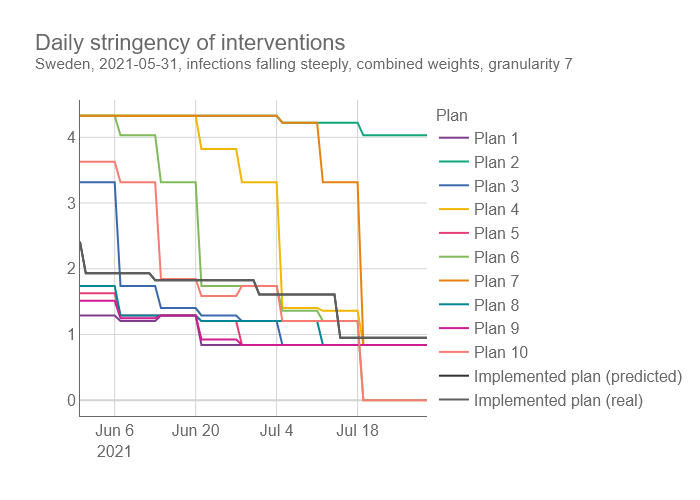 Daily stringency of interventions
Sweden, 2021-05-31, infections falling steeply, combined weights, granularity 7
Plan
Plan 1
Plan 2
Plan 3
Plan 4
Plan 5
Plan 6
Plan 7
Plan 8
Plan 9
Plan 10
Implemented plan (predicted)
Implemented plan (real)
4
3
2
1
0
Jun 6 Jun 20 Jul 4 Jul 18
2021